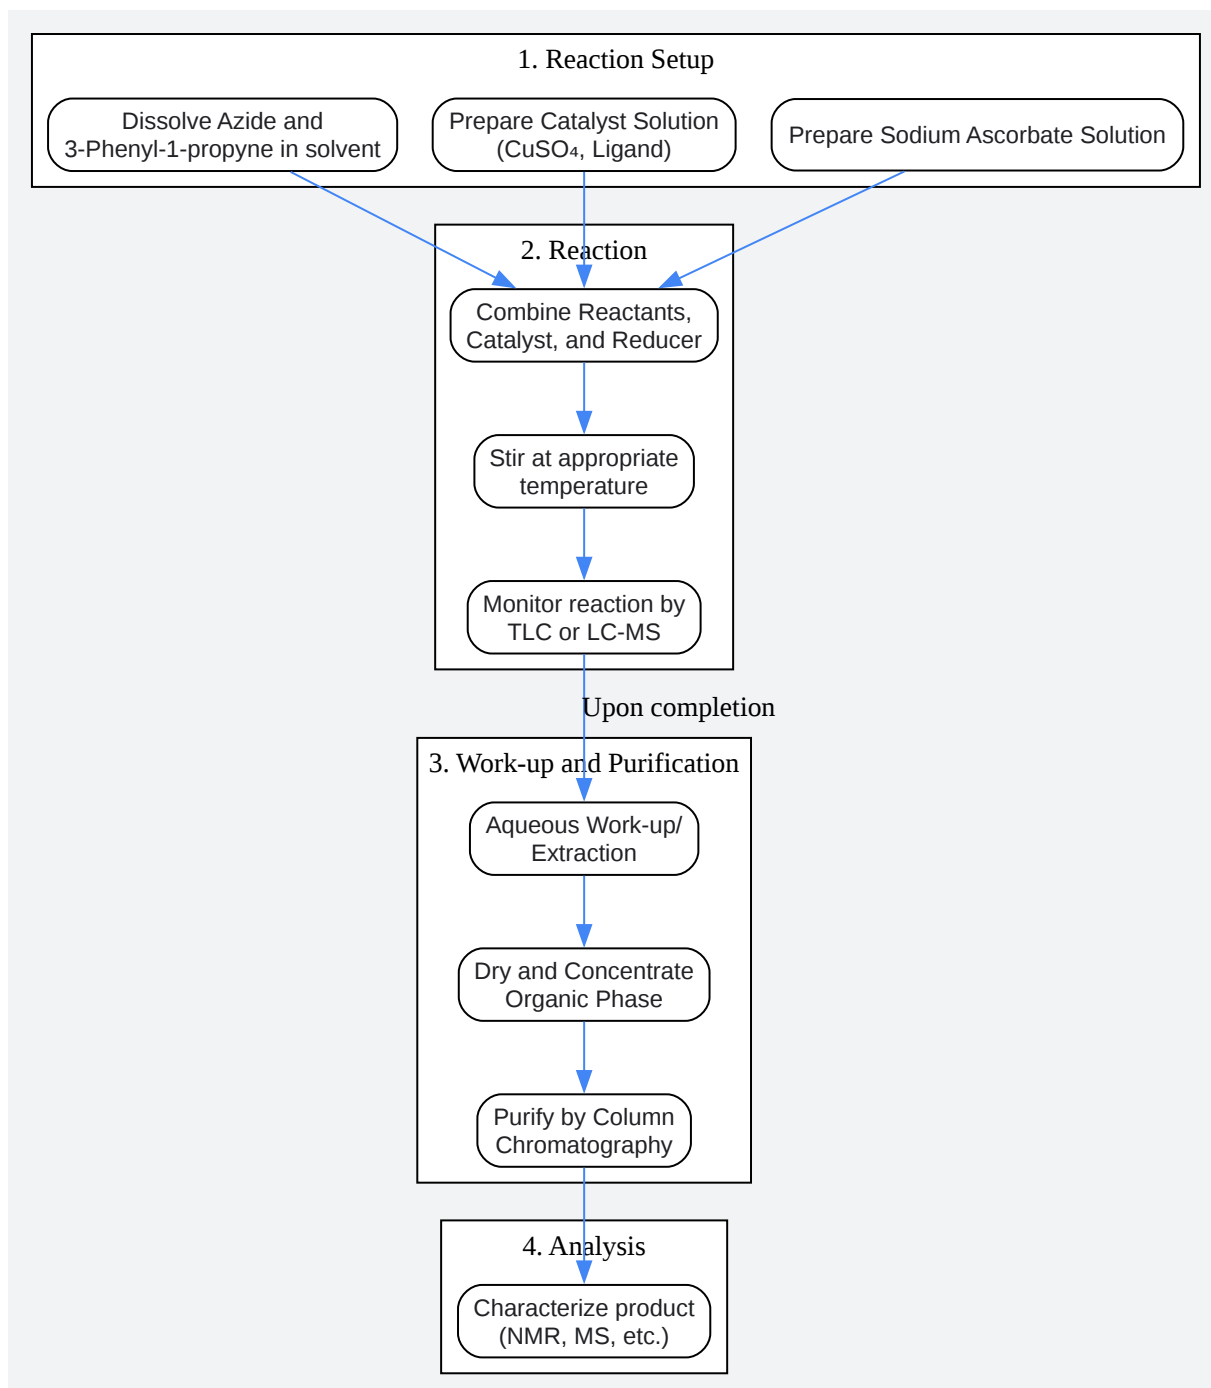 1. Reaction Setup
Dissolve Azide and
3-Phenyl-1-propyne in solvent
Prepare Catalyst Solution
(CuSO₄, Ligand)
Prepare Sodium Ascorbate Solution
2. Reaction
Combine Reactants,
Catalyst, and Reducer
Stir at appropriate
temperature
Monitor reaction by
TLC or LC-MS
Upon completion
3. Work-up and Purification
Aqueous Work-up/
Extraction
Dry and Concentrate
Organic Phase
Purify by Column
Chromatography
4. Analysis
Characterize product
(NMR, MS, etc.)